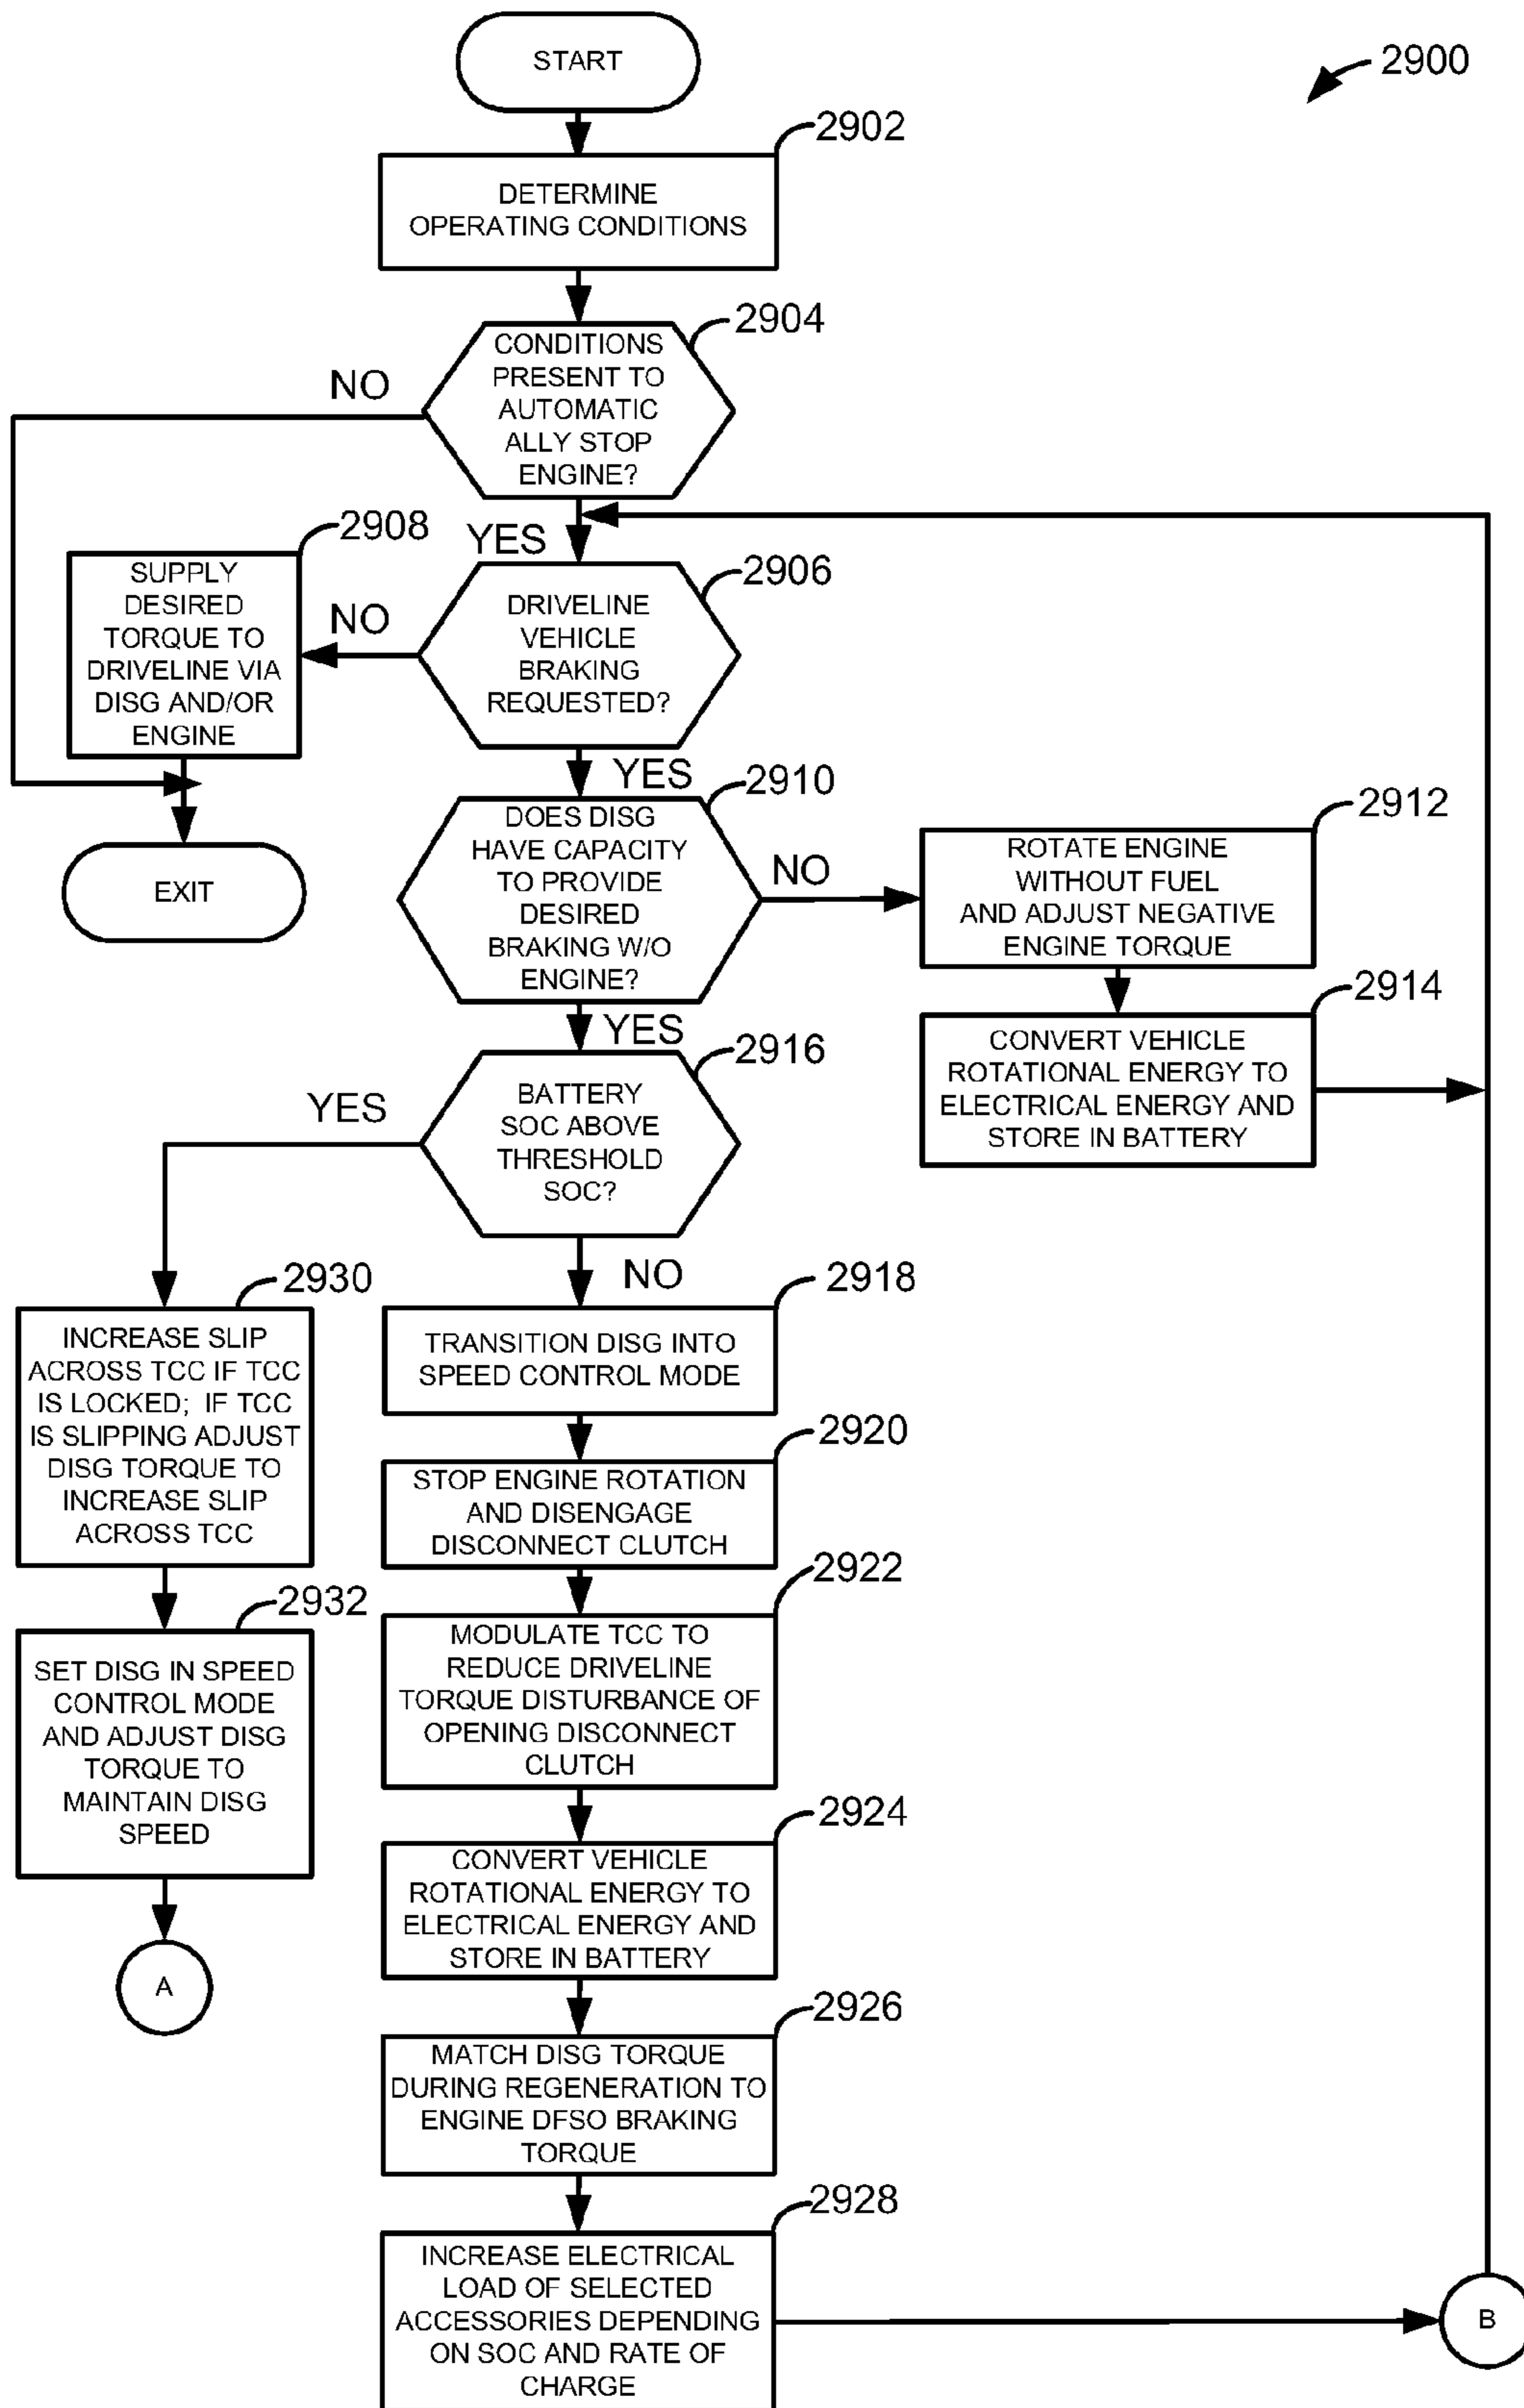 START
2900
2902
DETERMINE
OPERATING CONDITIONS
2904
CONDITIONS
PRESENT TO
AUTOMATIC
ALLY STOP
ENGINE?
NO
YES
2906
DRIVELINE
VEHICLE
BRAKING
REQUESTED?
NO
2908
SUPPLY
DESIRED
TORQUE TO
DRIVELINE VIA
DISG AND/OR
ENGINE
EXIT
YES
2910
DOES DISG
HAVE CAPACITY
TO PROVIDE
DESIRED
BRAKING W/O
ENGINE?
NO
2912
ROTATE ENGINE
WITHOUT FUEL
AND ADJUST NEGATIVE
ENGINE TORQUE
2914
CONVERT VEHICLE
ROTATIONAL ENERGY TO
ELECTRICAL ENERGY AND
STORE IN BATTERY
YES
2916
BATTERY
SOC ABOVE
THRESHOLD
SOC?
YES
NO
2930
INCREASE SLIP
ACROSS TCC IF TCC
IS LOCKED; IF TCC
IS SLIPPING ADJUST
DISG TORQUE TO
INCREASE SLIP
ACROSS TCC
2932
SET DISG IN SPEED
CONTROL MODE
AND ADJUST DISG
TORQUE TO
MAINTAIN DISG
SPEED
A
2918
TRANSITION DISG INTO
SPEED CONTROL MODE
2920
STOP ENGINE ROTATION
AND DISENGAGE
DISCONNECT CLUTCH
2922
MODULATE TCC TO
REDUCE DRIVELINE
TORQUE DISTURBANCE OF
OPENING DISCONNECT
CLUTCH
2924
CONVERT VEHICLE
ROTATIONAL ENERGY TO
ELECTRICAL ENERGY AND
STORE IN BATTERY
2926
MATCH DISG TORQUE
DURING REGENERATION TO
ENGINE DFSO BRAKING
TORQUE
2928
INCREASE ELECTRICAL
LOAD OF SELECTED
ACCESSORIES DEPENDING
ON SOC AND RATE OF
CHARGE
B